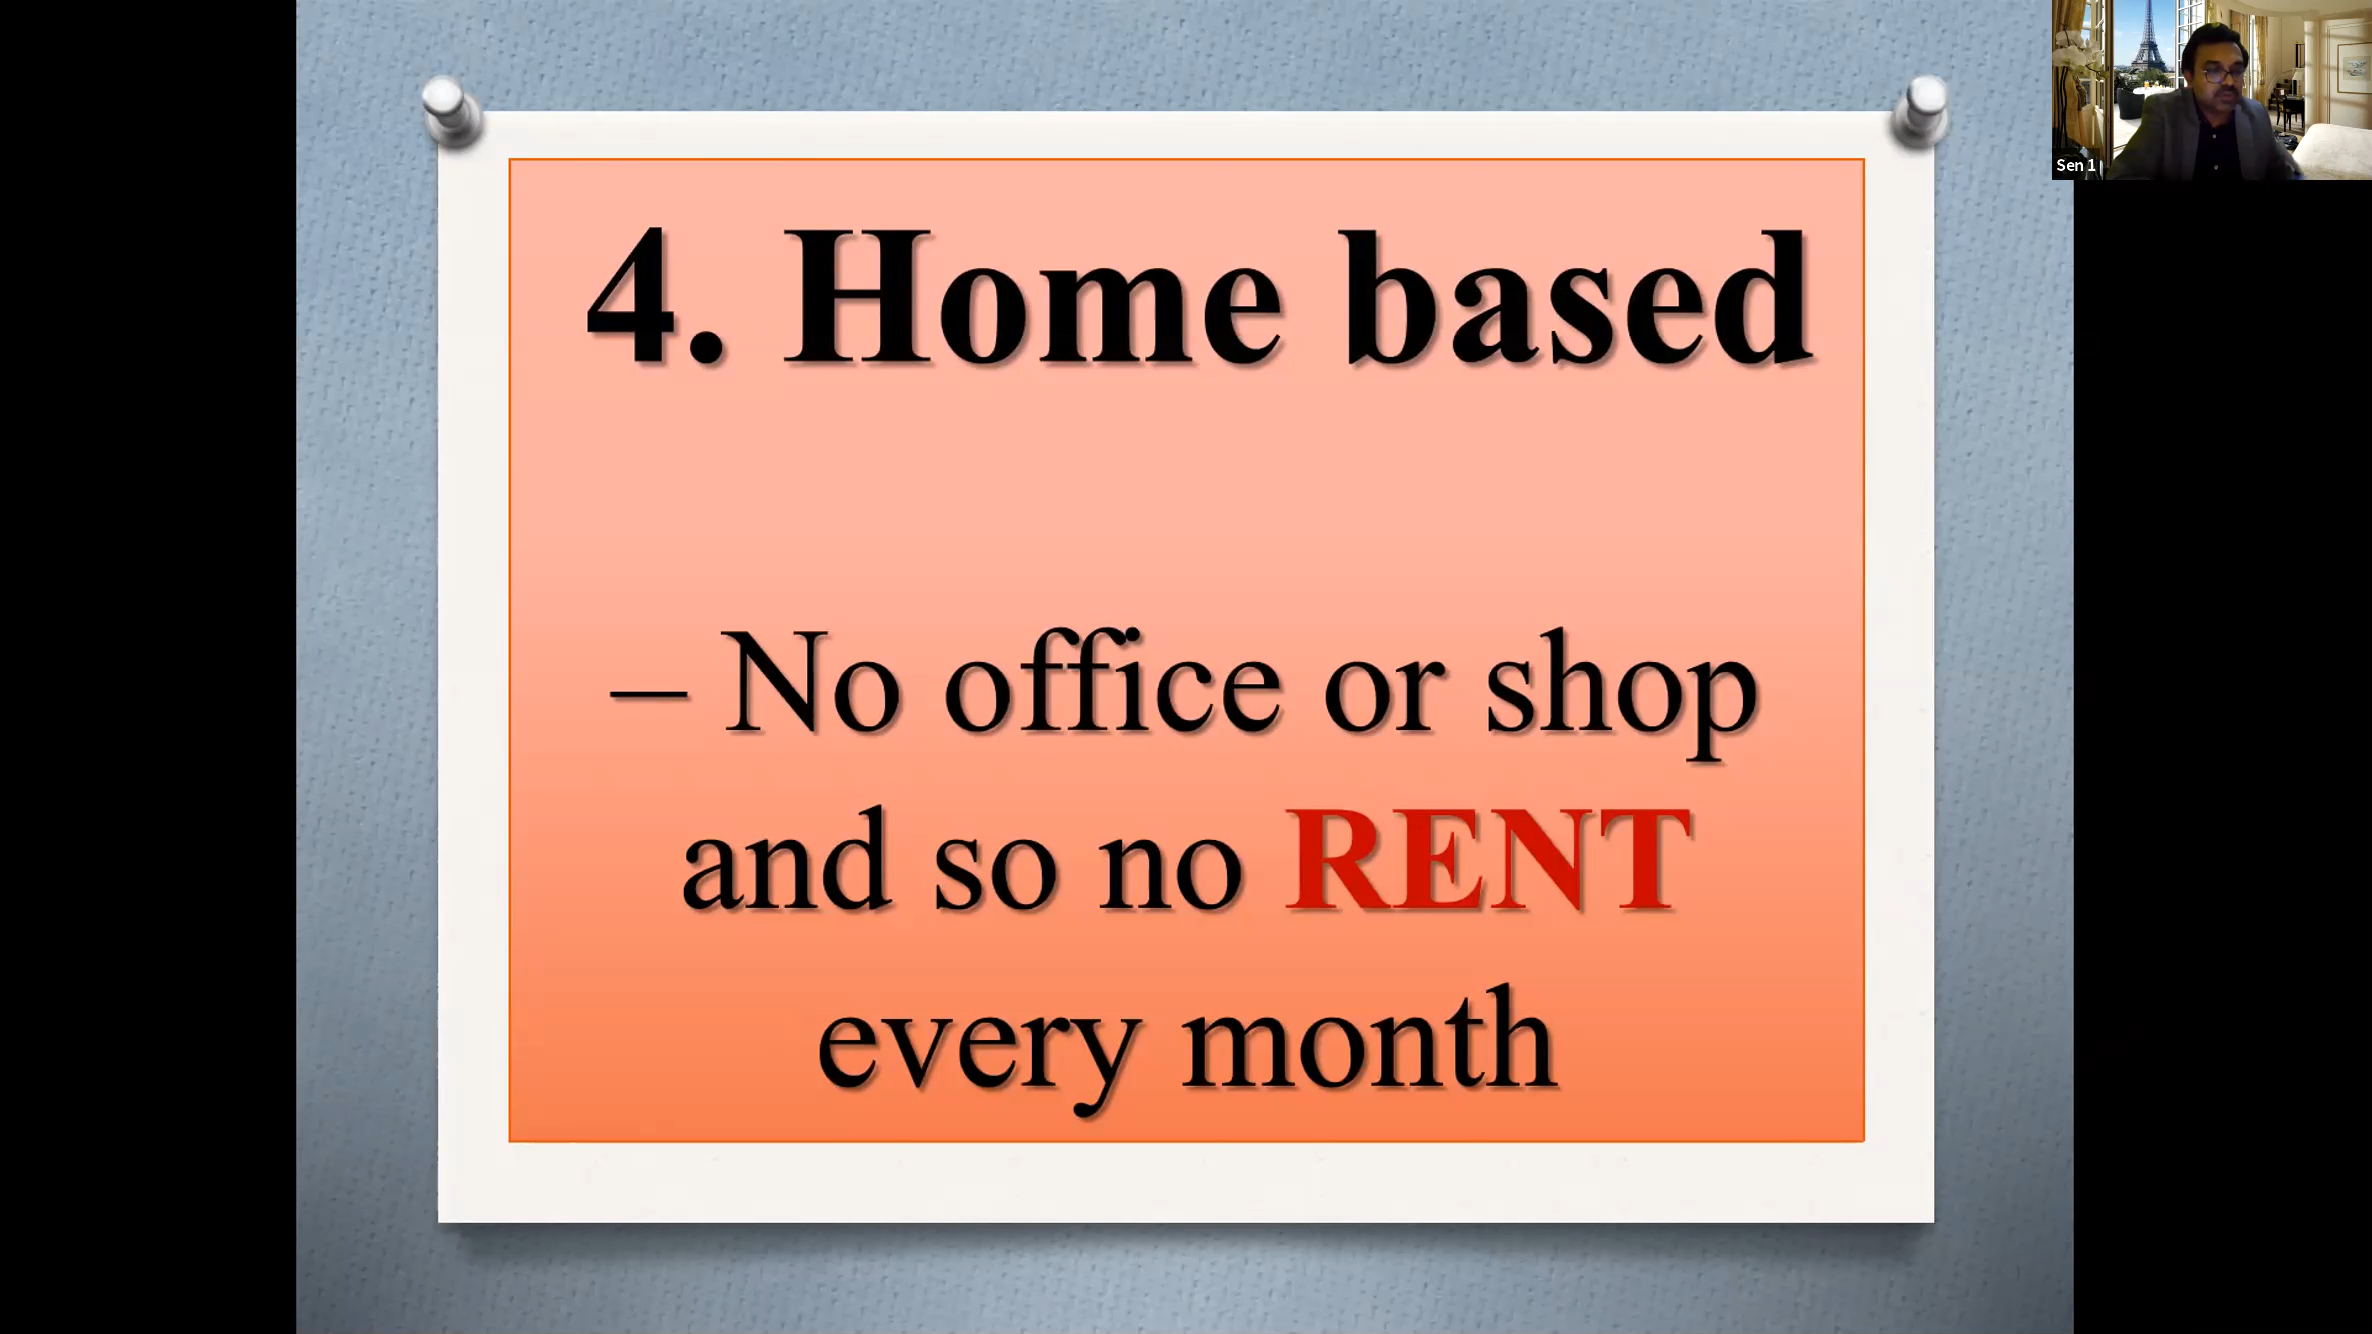 4. Home based
– No office or shop
and so no RENT
every month
Sen 1